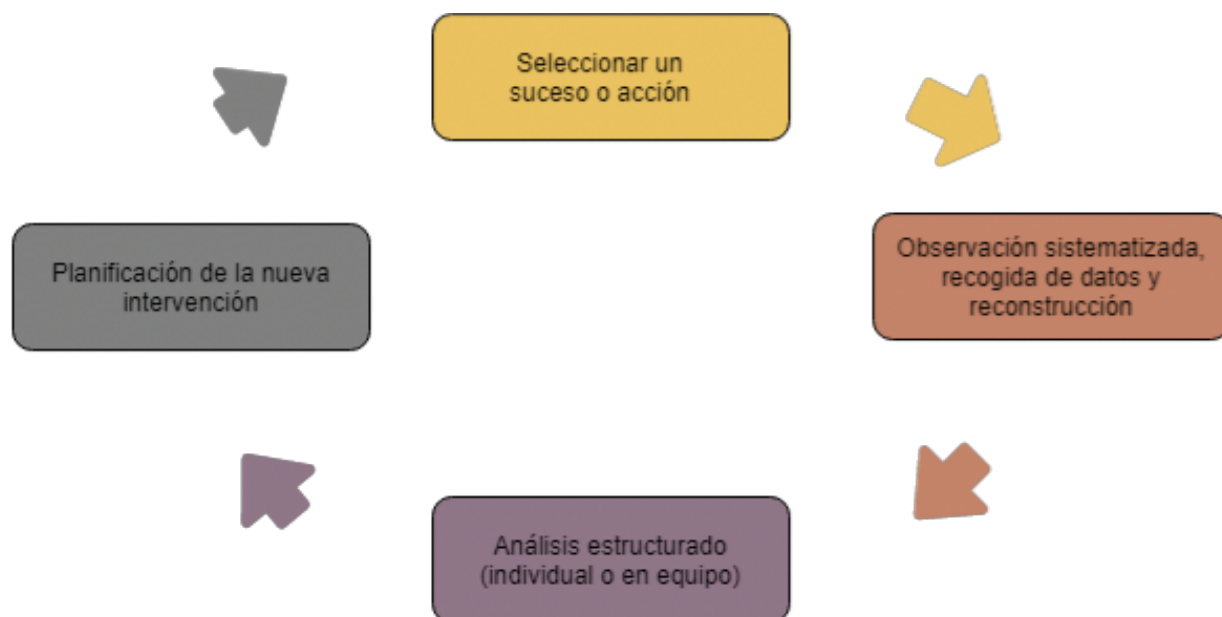 Seleccionar un
suceso o acción
Observación sistematizada,
recogida de datos y
reconstrucción
Análisis estructurado
(individual o en equipo)
Planificación de la nueva
intervención